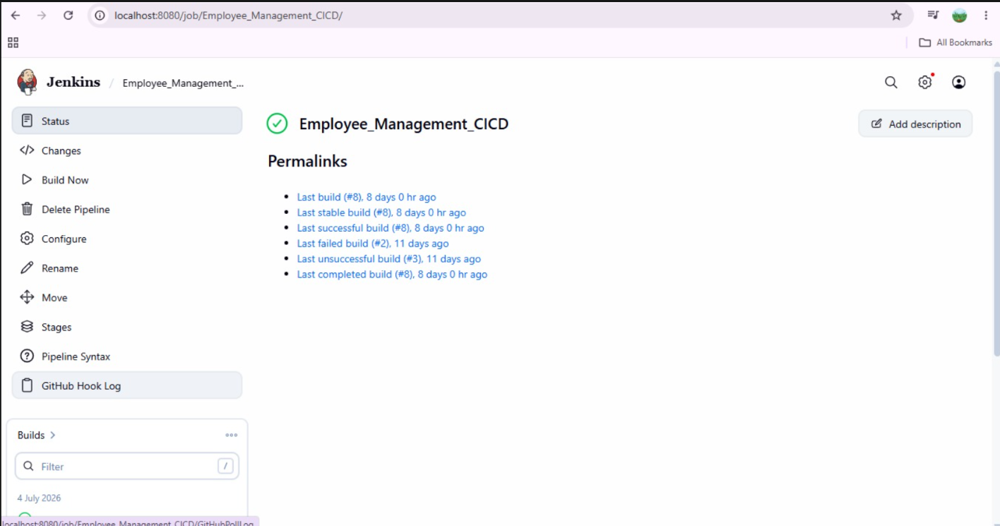 localhost:8080/job/Employee_Management_CICD/
All Bookmarks
Jenkins / Employee_Management_...
Status
Changes
Build Now
Delete Pipeline
Configure
Rename
Move
Stages
Pipeline Syntax
GitHub Hook Log
Builds
Filter /
4 July 2026
Employee_Management_CICD
Add description
Permalinks
Last build (#8), 8 days 0 hr ago
Last stable build (#8), 8 days 0 hr ago
Last successful build (#8), 8 days 0 hr ago
Last failed build (#2), 11 days ago
Last unsuccessful build (#3), 11 days ago
Last completed build (#8), 8 days 0 hr ago
localhost:8080/job/Employee_Management_CICD/GitHubPollLog